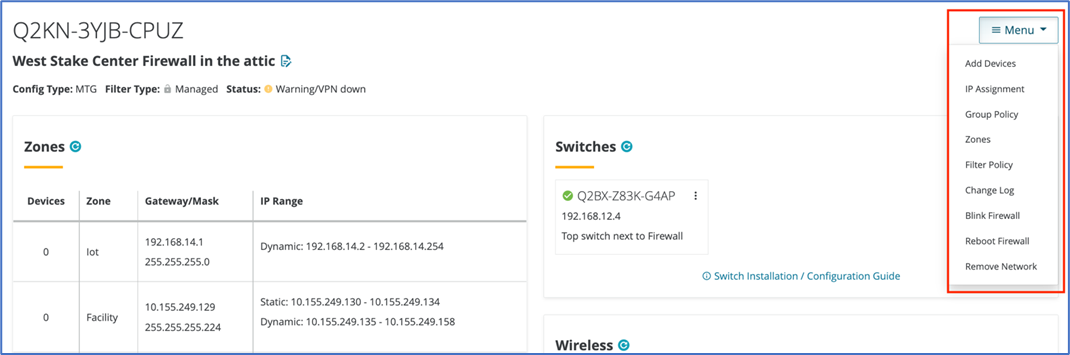 Q2KN-3YJB-CPUZ
Menu
West Stake Center Firewall in the attic
Config Type: MTG Filter Type: Managed Status: Warning/VPN down
Add Devices
IP Assignment
Group Policy
Zones
Filter Policy
Change Log
Blink Firewall
Reboot Firewall
Remove Network
Zones
Devices Zone Gateway/Mask IP Range
0 Iot 192.168.14.1
255.255.255.0
Dynamic: 192.168.14.2 - 192.168.14.254
0 Facility 10.155.249.129
255.255.255.224
Static: 10.155.249.130 - 10.155.249.134
Dynamic: 10.155.249.135 - 10.155.249.158
Switches
Q2BX-Z83K-G4AP
192.168.12.4
Top switch next to Firewall
Switch Installation / Configuration Guide
Wireless